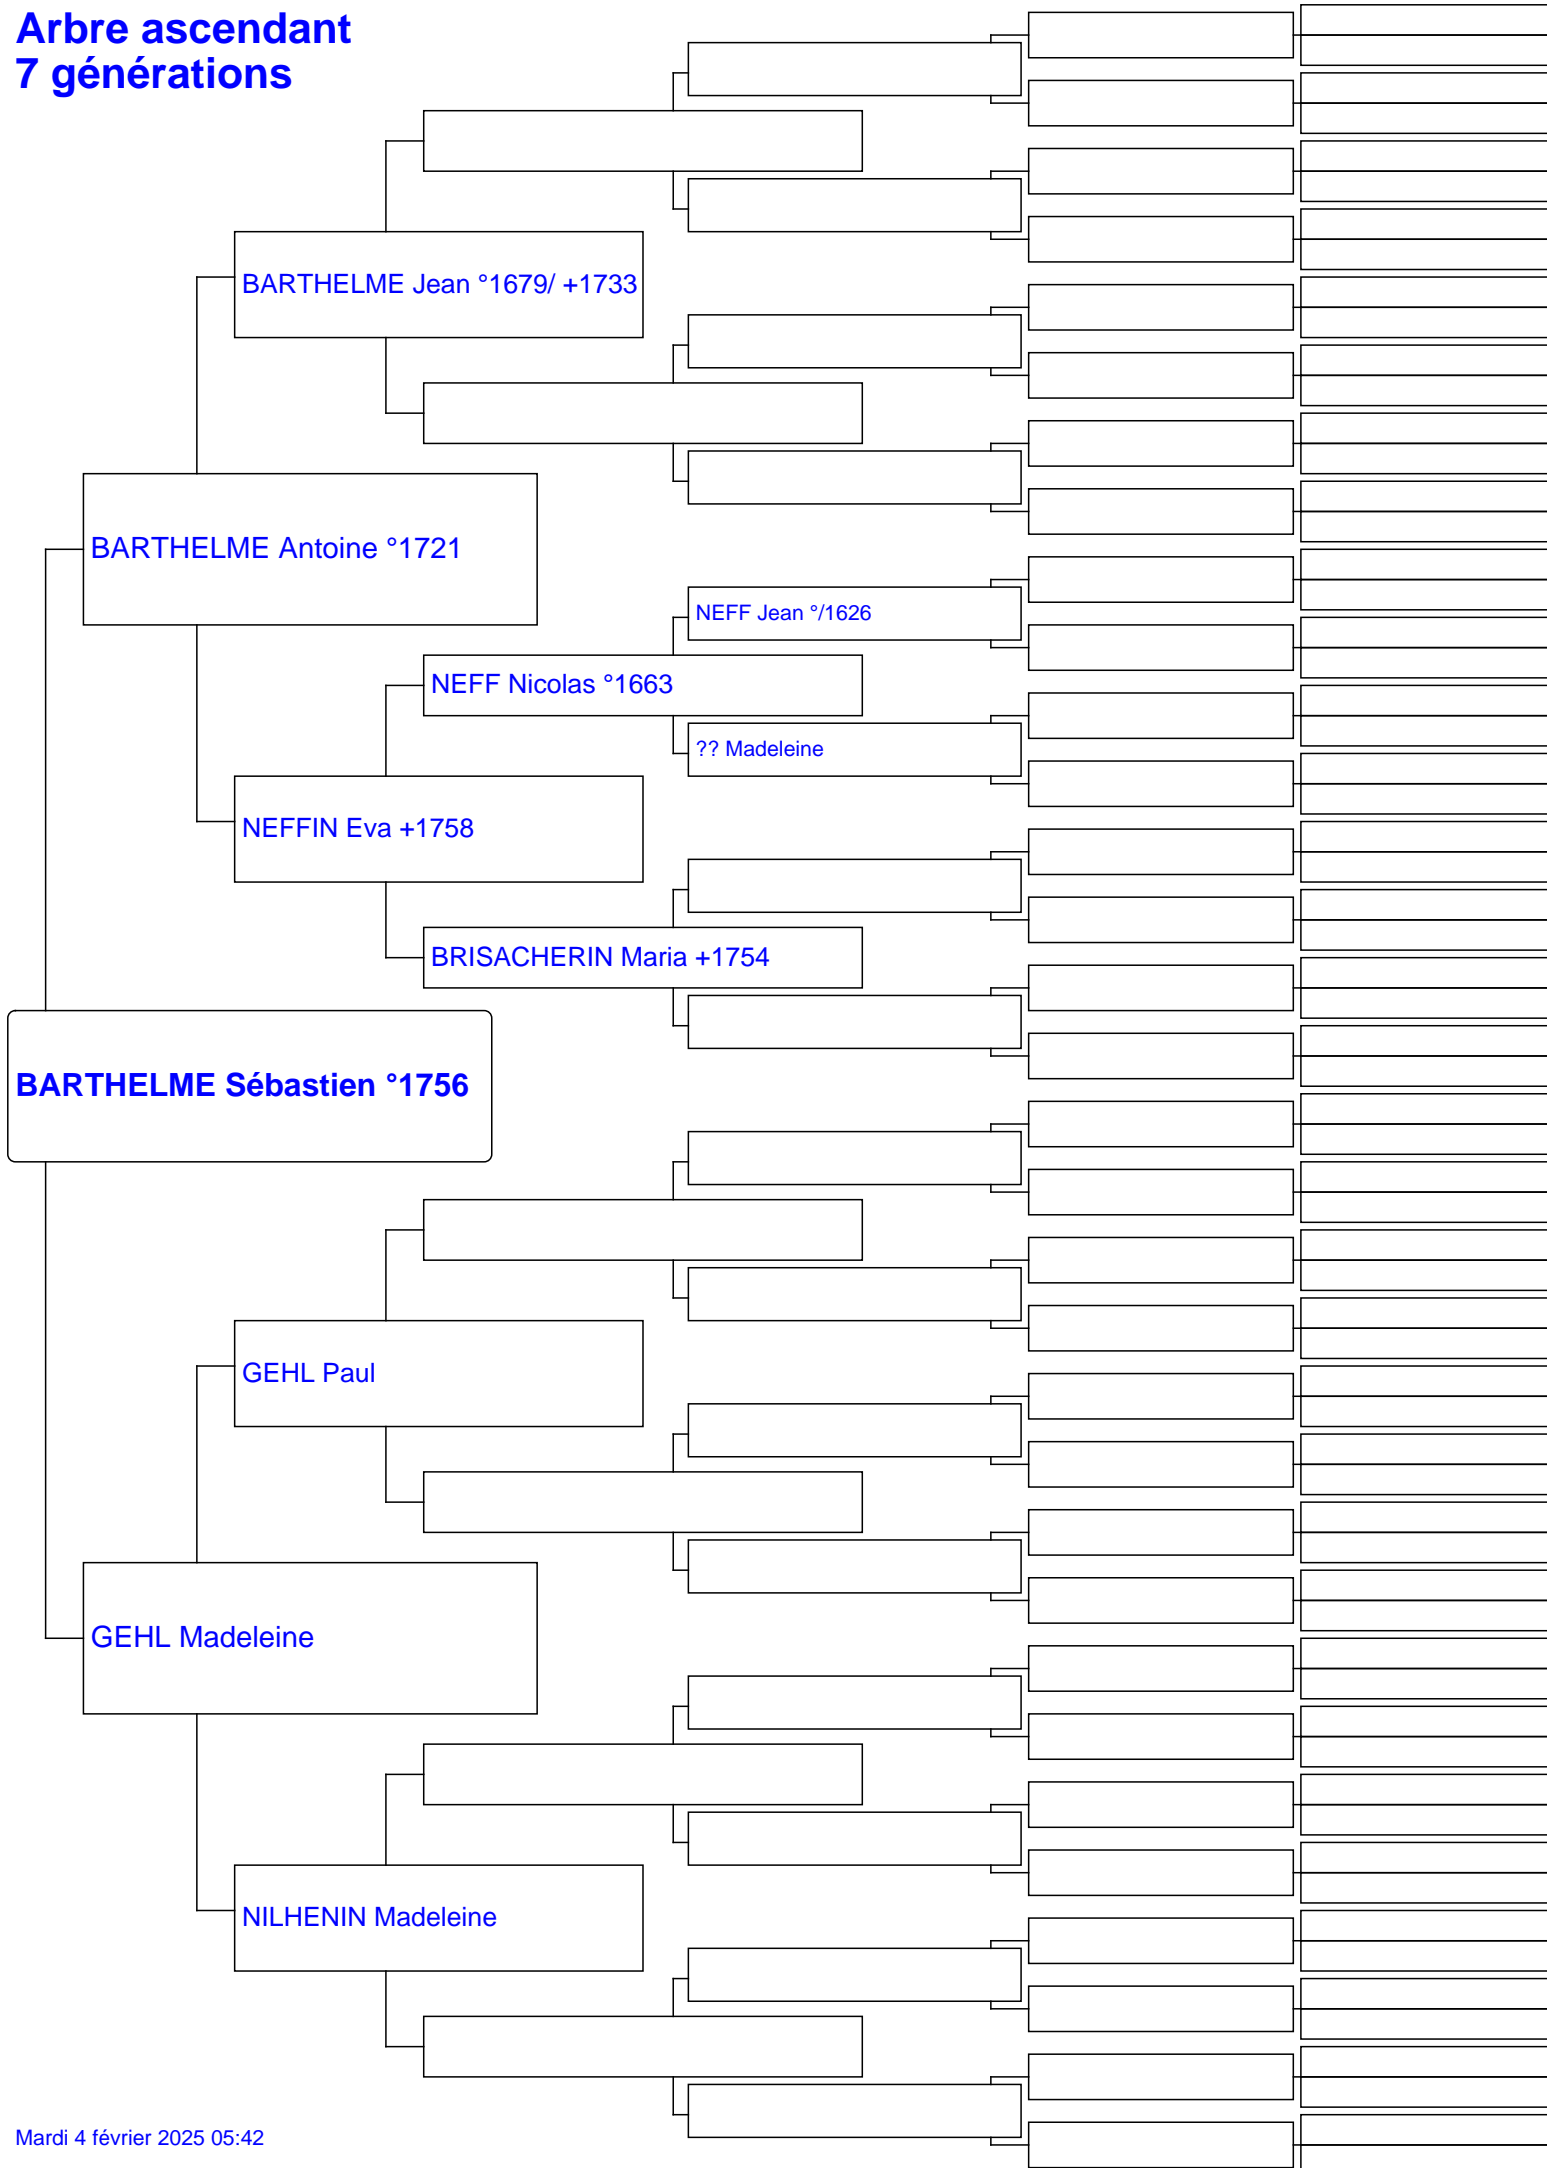 Arbre ascendant
7 générations
BARTHELME Jean °1679/ +1733
BARTHELME Antoine °1721
NEFF Jean °/1626
NEFF Nicolas °1663
?? Madeleine
NEFFIN Eva +1758
BRISACHERIN Maria +1754
BARTHELME Sébastien °1756
GEHL Paul
GEHL Madeleine
NILHENIN Madeleine
Mardi 4 février 2025 05:42